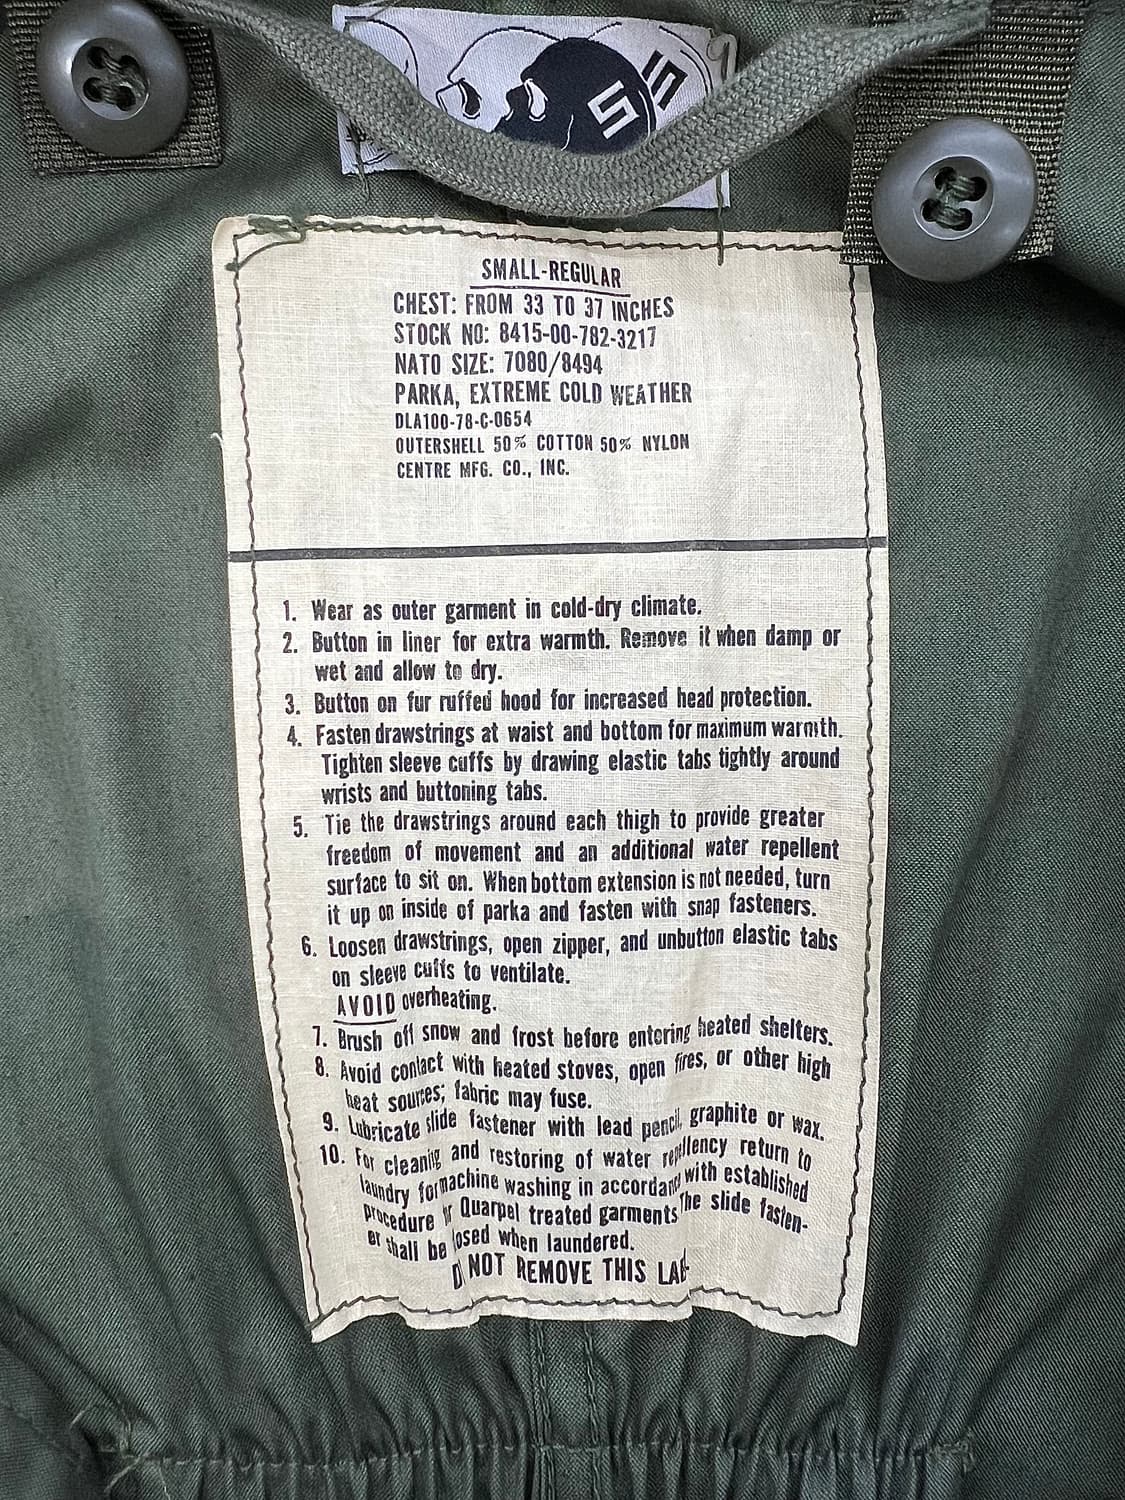 SS
SMALL-REGULAR
CHEST: FROM 33 TO 37 INCHES
STOCK NO: 8415-00-782-3217
NATO SIZE: 7080/8494
PARKA, EXTREME COLD WEATHER
DLA100-78-C-0654
OUTERSHELL 50% COTTON 50% NYLON
CENTRE MFG. CO., INC.
1. Wear as outer garment in cold-dry climate.
2. Button in liner for extra warmth. Remove it when damp or
wet and allow to dry.
3. Button on fur ruffed hood for increased head protection.
4. Fasten drawstrings at waist and bottom for maximum warmth.
Tighten sleeve cuffs by drawing elastic tabs tightly around
wrists and buttoning tabs.
5. Tie the drawstrings around each thigh to provide greater
freedom of movement and an additional water repellent
surface to sit on. When bottom extension is not needed, turn
it up on inside of parka and fasten with snap fasteners.
6. Loosen drawstrings, open zipper, and unbutton elastic tabs
on sleeve cuffs to ventilate.
AVOID overheating.
7. Brush off snow and frost before entering heated shelters.
8. Avoid contact with heated stoves, open fires, or other high
heat sources; fabric may fuse.
9. Lubricate slide fastener with lead pencil, graphite or wax.
10. For cleaning and restoring of water repellency return to
laundry for machine washing in accordance with established
procedure for Quarpel treated garments. The slide fasten-
er shall be closed when laundered.
DO NOT REMOVE THIS LABEL